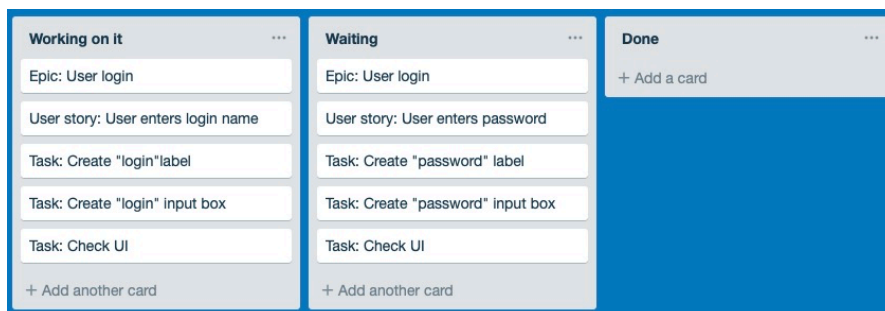 Working on it
Epic: User login
User story: User enters login name
Task: Create "login"label
Task: Create "login" input box
Task: Check UI
+ Add another card
Waiting
Epic: User login
User story: User enters password
Task: Create "password" label
Task: Create "password" input box
Task: Check UI
+ Add another card
Done
+ Add a card